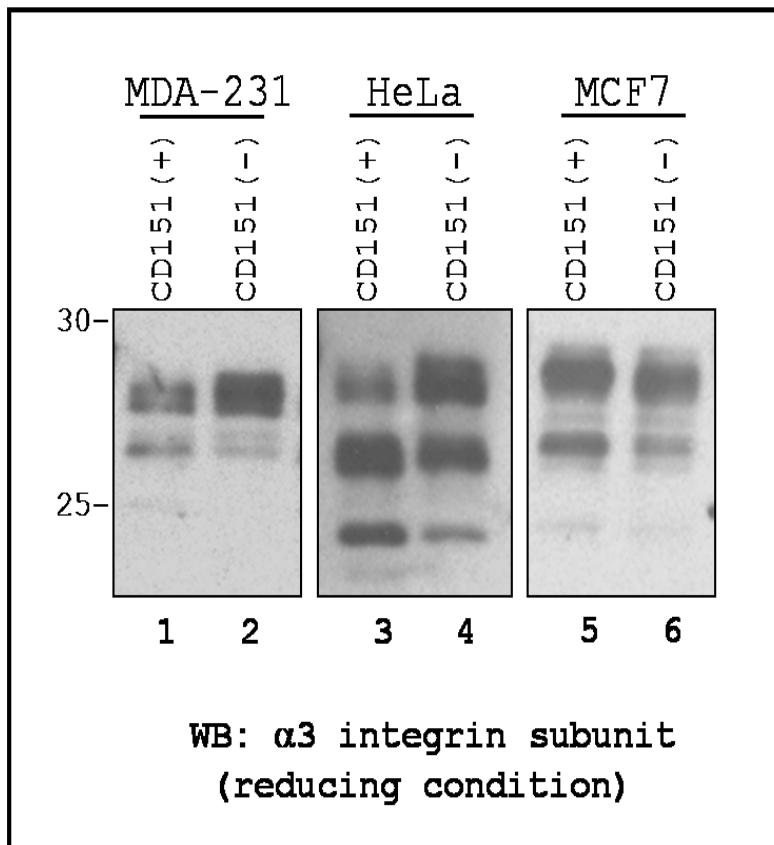 MDA-231 HeLa MCF7
CD151(+) CD151(-) CD151(+) CD151(-) CD151(+) CD151(-)
30-
25-
1 2 3 4 5 6
WB: α3 integrin subunit
(reducing condition)